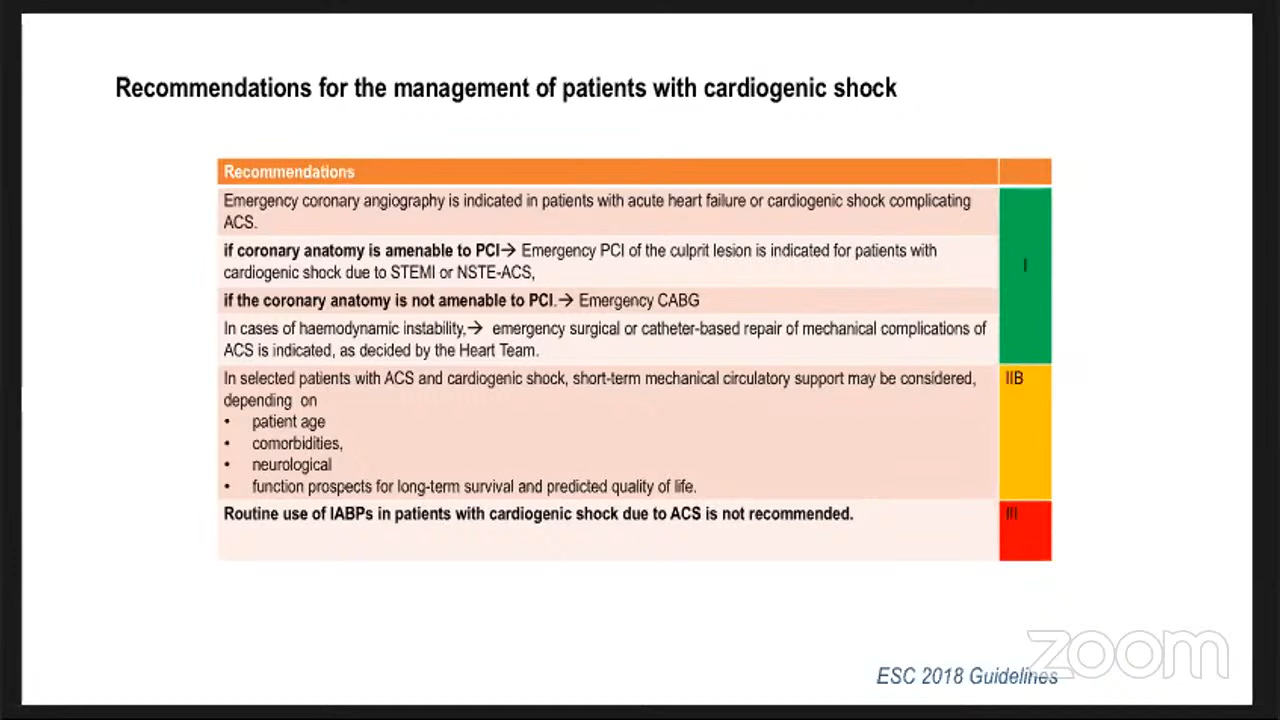 Recommendations for the management of patients with cardiogenic shock
Recommendations
Emergency coronary angiography is indicated in patients with acute heart failure or cardiogenic shock complicating
ACS.
if coronary anatomy is amenable to PCI→ Emergency PCI of the culprit lesion is indicated for patients with
cardiogenic shock due to STEMI or NSTE-ACS,
I
if the coronary anatomy is not amenable to PCI.→ Emergency CABG
In cases of haemodynamic instability,→ emergency surgical or catheter-based repair of mechanical complications of
ACS is indicated, as decided by the Heart Team.
In selected patients with ACS and cardiogenic shock, short-term mechanical circulatory support may be considered,
IIB
depending on
• patient age
• comorbidities,
• neurological
• function prospects for long-term survival and predicted quality of life.
Routine use of IABPs in patients with cardiogenic shock due to ACS is not recommended.
III
zoom
ESC 2018 Guidelines